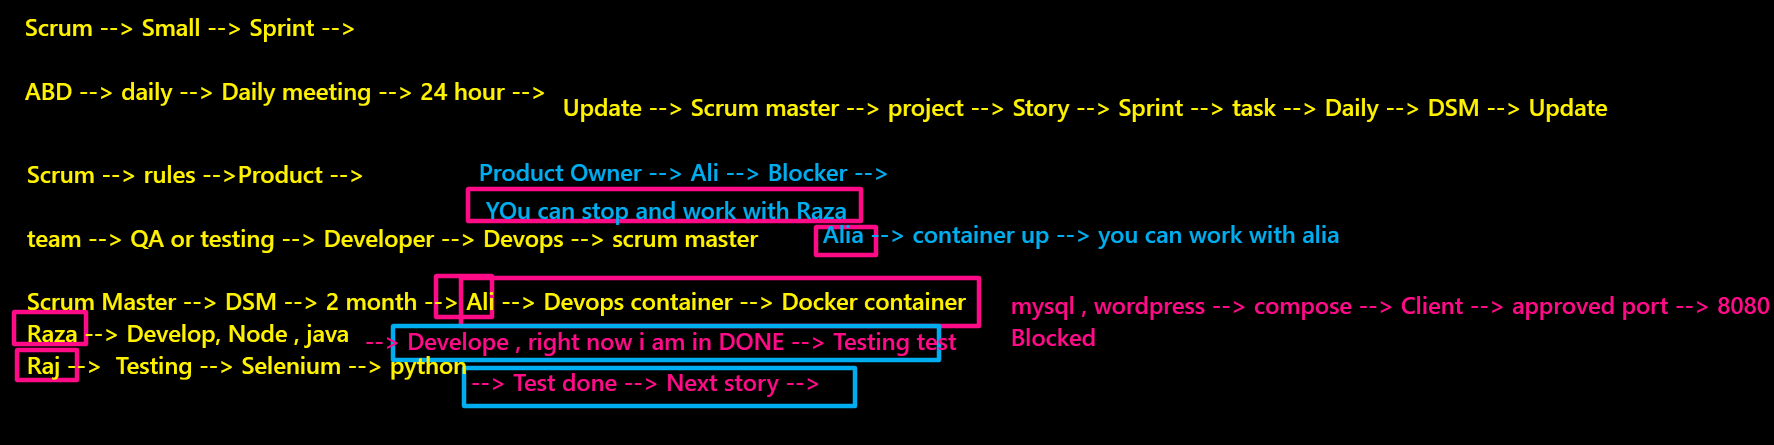 Scrum --> Small --> Sprint -->
ABD --> daily --> Daily meeting --> 24 hour -->
Update --> Scrum master --> project --> Story --> Sprint --> task --> Daily --> DSM --> Update
Scrum --> rules -->Product -->
Product Owner --> Ali --> Blocker -->
YOu can stop and work with Raza
team --> QA or testing --> Developer --> Devops --> scrum master
Alia --> container up --> you can work with alia
Scrum Master --> DSM --> 2 month --> Ali --> Devops container --> Docker container
mysql , wordpress --> compose --> Client --> approved port --> 8080
Blocked
Raza --> Develop, Node , java
--> Develope , right now i am in DONE --> Testing test
Raj --> Testing --> Selenium --> python
--> Test done --> Next story -->